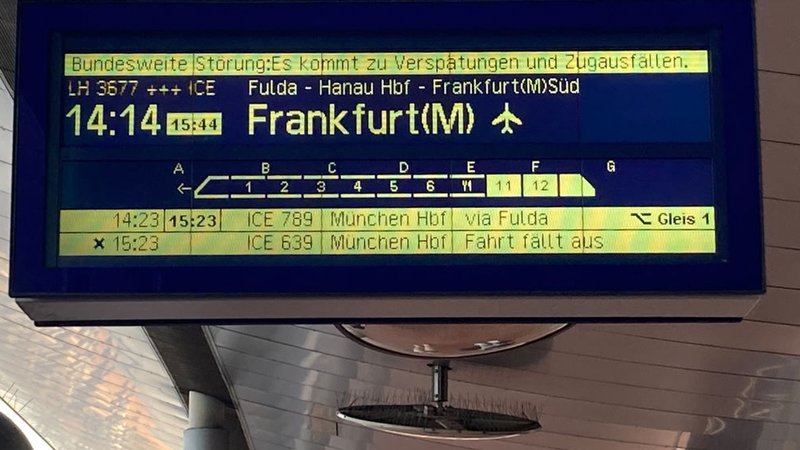 Bundesweite Störung:Es kommt zu Verspätungen und Zugausfällen.
LH 3677 +++ ICE Fulda - Hanau Hbf - Frankfurt(M)Süd
14:14 15:44 Frankfurt(M) ✈
A B C D E F G
← 1 2 3 4 5 6 11 12
14:23 15:23 ICE 789 München Hbf via Fulda ⌥ Gleis 1
✖ 15:23 ICE 639 München Hbf Fahrt fällt aus